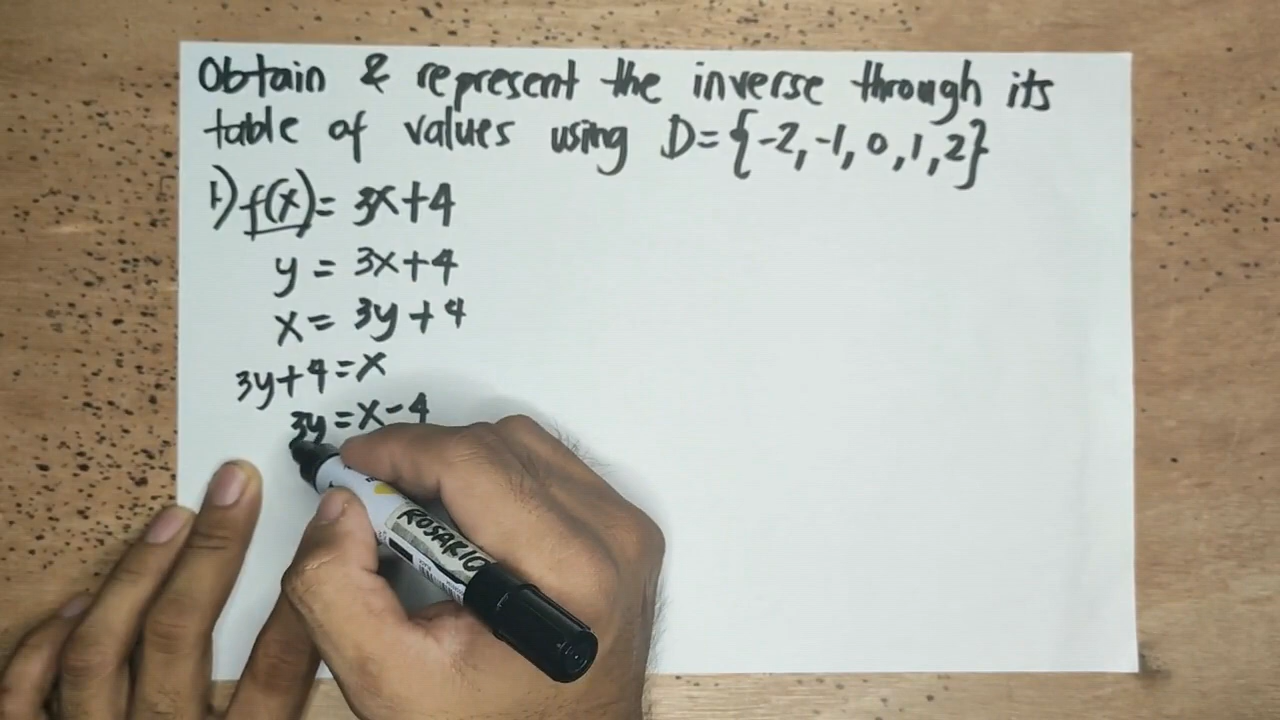 Obtain & represent the inverse through its
table of values using D={-2,-1,0,1,2}
1.) f(x)= 3x+4
y = 3x+4
x = 3y+4
3y+4=x
3y=x-4
ROSARIO